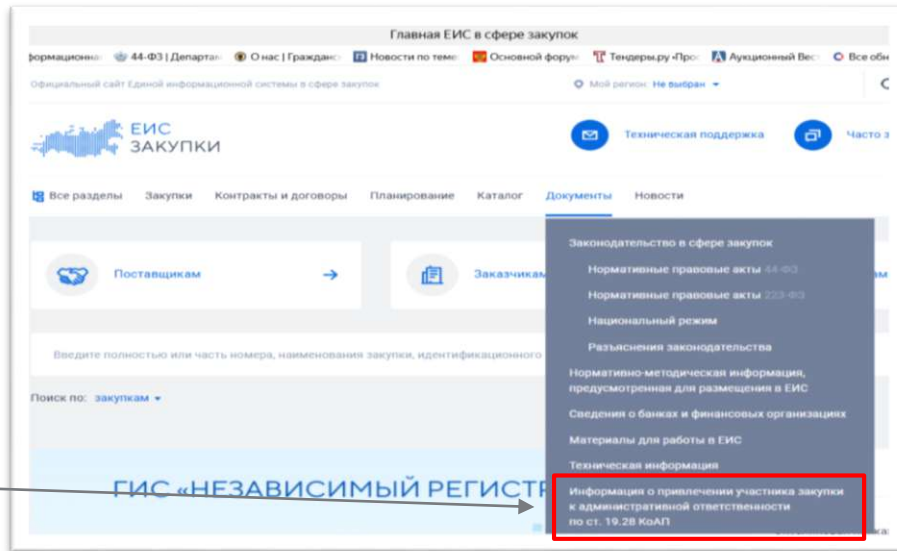 Главная ЕИС в сфере закупок
44-ФЗ | Департа
О нас | Гражданс
Новости по теме
Основной форум
Тендеры.ру -Про
Аукционный Вес
Все обн
Официальный сайт Единой информационной системы в сфере закупок
Мой регион: Не выбран
ЕИС
ЗАКУПКИ
Техническая поддержка
Часто з
Все разделы
Закупки
Контракты и договоры
Планирование
Каталог
Документы
Новости
Поставщикам
Заказчикам
Законодательство в сфере закупок
Нормативные правовые акты 44-ФЗ
Нормативные правовые акты 223-ФЗ
Национальный режим
Разъяснения законодательства
Нормативно-методическая информация,
предусмотренная для размещения в ЕИС
Сведения о банках и финансовых организациях
Материалы для работы в ЕИС
Техническая информация
Информация о привлечении участника закупки
к административной ответственности
по ст. 19.28 КоАП
Введите полностью или часть номера, наименования закупки, идентификационного
Поиск по: закупкам
ГИС «НЕЗАВИСИМЫЙ РЕГИСТР